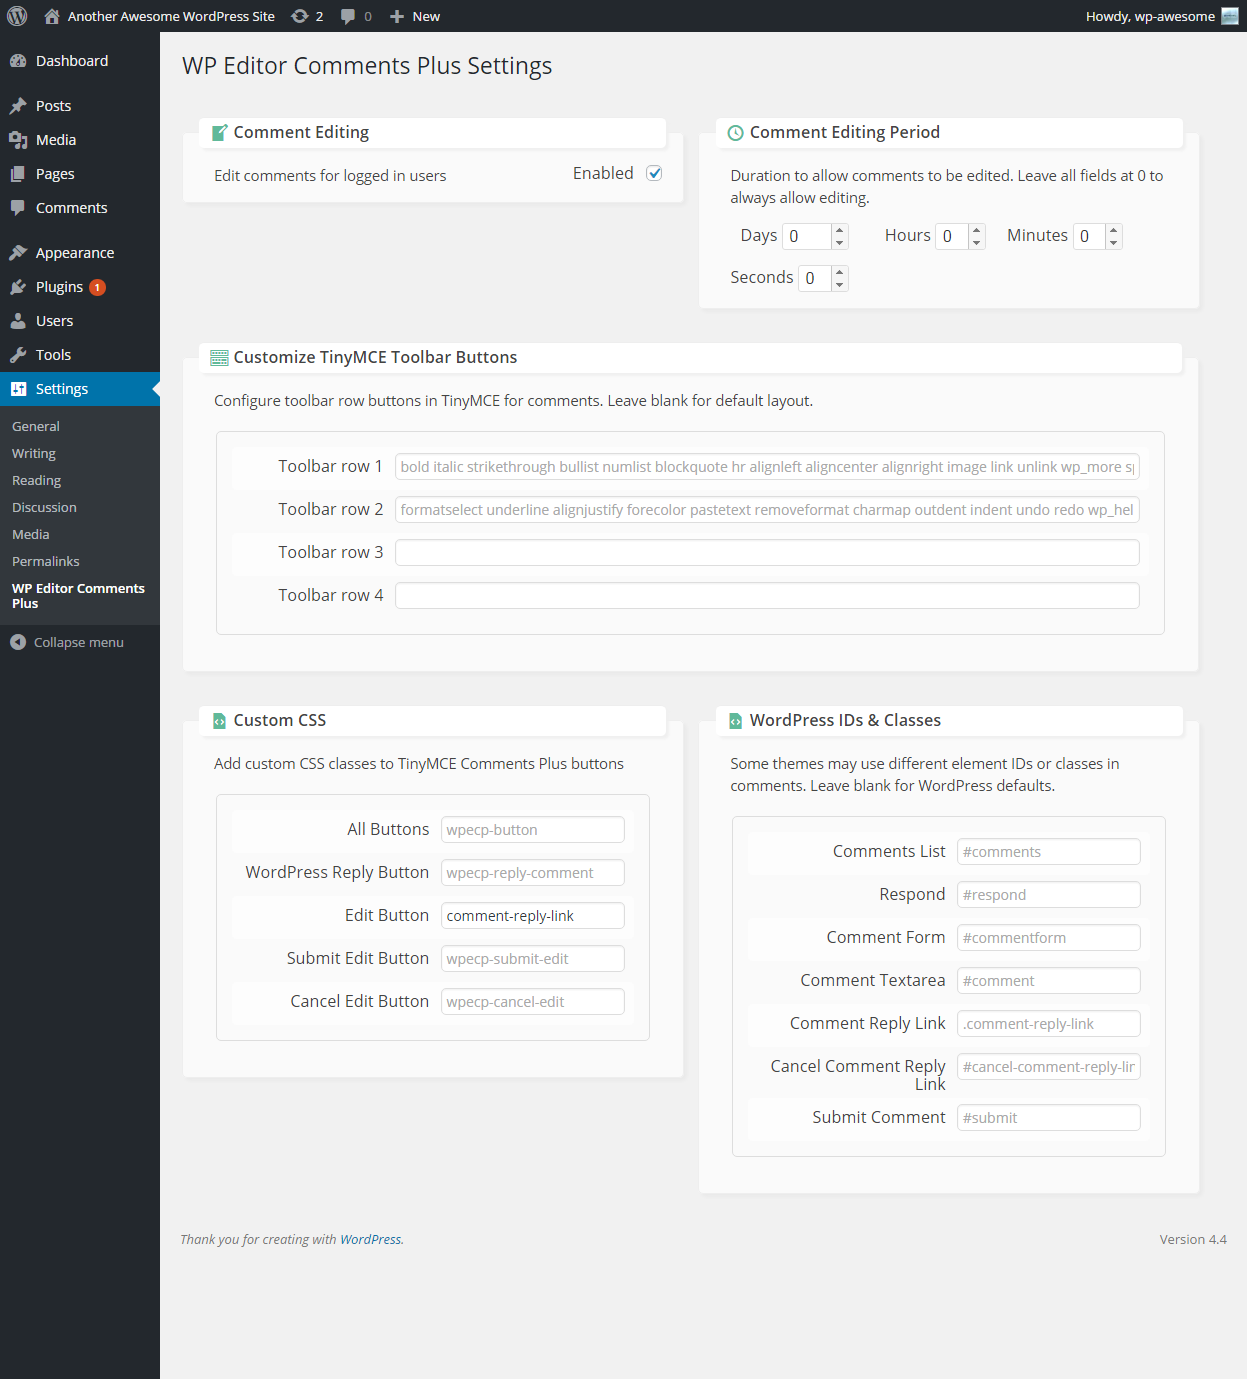 Another Awesome WordPress Site 2 0 New Howdy, wp-awesome
Dashboard
Posts
Media
Pages
Comments
Appearance
Plugins 1
Users
Tools
Settings
General
Writing
Reading
Discussion
Media
Permalinks
WP Editor Comments
Plus
Collapse menu
WP Editor Comments Plus Settings
Comment Editing
Edit comments for logged in users Enabled
Comment Editing Period
Duration to allow comments to be edited. Leave all fields at 0 to
always allow editing.
Days 0 Hours 0 Minutes 0
Seconds 0
Customize TinyMCE Toolbar Buttons
Configure toolbar row buttons in TinyMCE for comments. Leave blank for default layout.
Toolbar row 1 bold italic strikethrough bullist numlist blockquote hr alignleft aligncenter alignright image link unlink wp_more sp
Toolbar row 2 formatselect underline alignjustify forecolor pastetext removeformat charmap outdent indent undo redo wp_hel
Toolbar row 3
Toolbar row 4
Custom CSS
Add custom CSS classes to TinyMCE Comments Plus buttons
All Buttons wpecp-button
WordPress Reply Button wpecp-reply-comment
Edit Button comment-reply-link
Submit Edit Button wpecp-submit-edit
Cancel Edit Button wpecp-cancel-edit
WordPress IDs & Classes
Some themes may use different element IDs or classes in
comments. Leave blank for WordPress defaults.
Comments List #comments
Respond #respond
Comment Form #commentform
Comment Textarea #comment
Comment Reply Link .comment-reply-link
Cancel Comment Reply #cancel-comment-reply-lin
Link
Submit Comment #submit
Thank you for creating with WordPress. Version 4.4